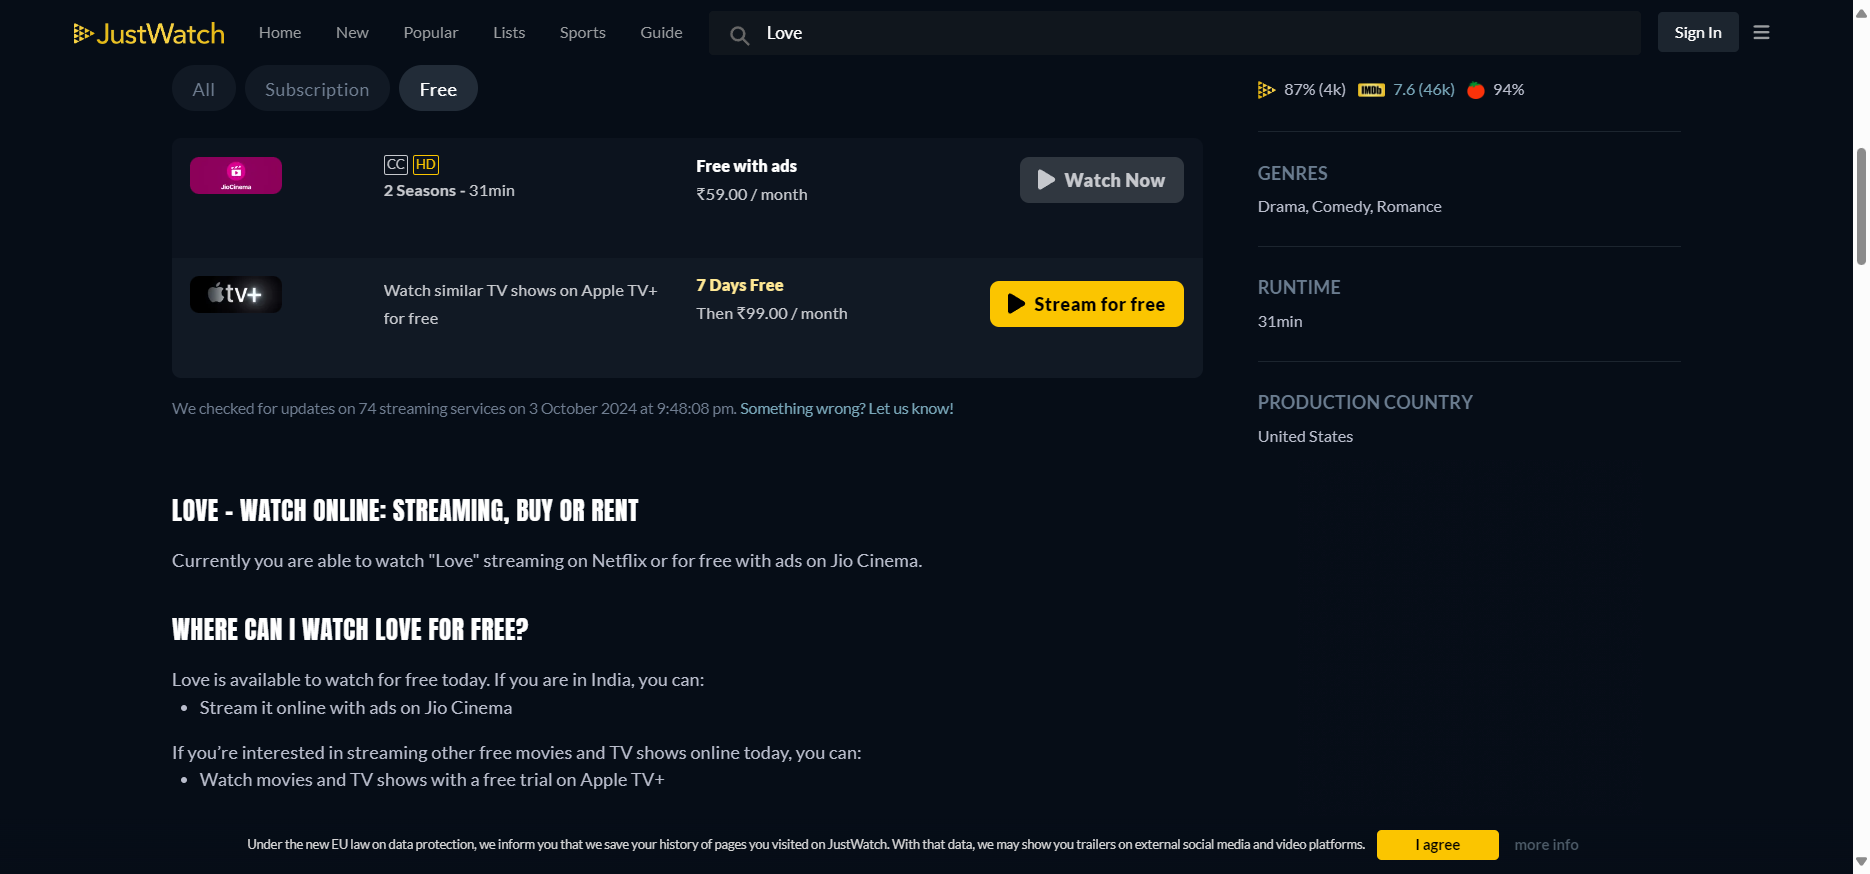 JustWatch Home New Popular Lists Sports Guide Love Sign In
All Subscription Free
87% (4k) IMDb 7.6 (46k) 94%
JioCinema
CC HD
2 Seasons - 31min
Free with ads
₹59.00 / month
Watch Now
tv+
Watch similar TV shows on Apple TV+
for free
7 Days Free
Then ₹99.00 / month
Stream for free
We checked for updates on 74 streaming services on 3 October 2024 at 9:48:08 pm. Something wrong? Let us know!
GENRES
Drama, Comedy, Romance
RUNTIME
31min
PRODUCTION COUNTRY
United States
LOVE - WATCH ONLINE: STREAMING, BUY OR RENT
Currently you are able to watch "Love" streaming on Netflix or for free with ads on Jio Cinema.
WHERE CAN I WATCH LOVE FOR FREE?
Love is available to watch for free today. If you are in India, you can:
• Stream it online with ads on Jio Cinema
If you’re interested in streaming other free movies and TV shows online today, you can:
• Watch movies and TV shows with a free trial on Apple TV+
Under the new EU law on data protection, we inform you that we save your history of pages you visited on JustWatch. With that data, we may show you trailers on external social media and video platforms. I agree more info